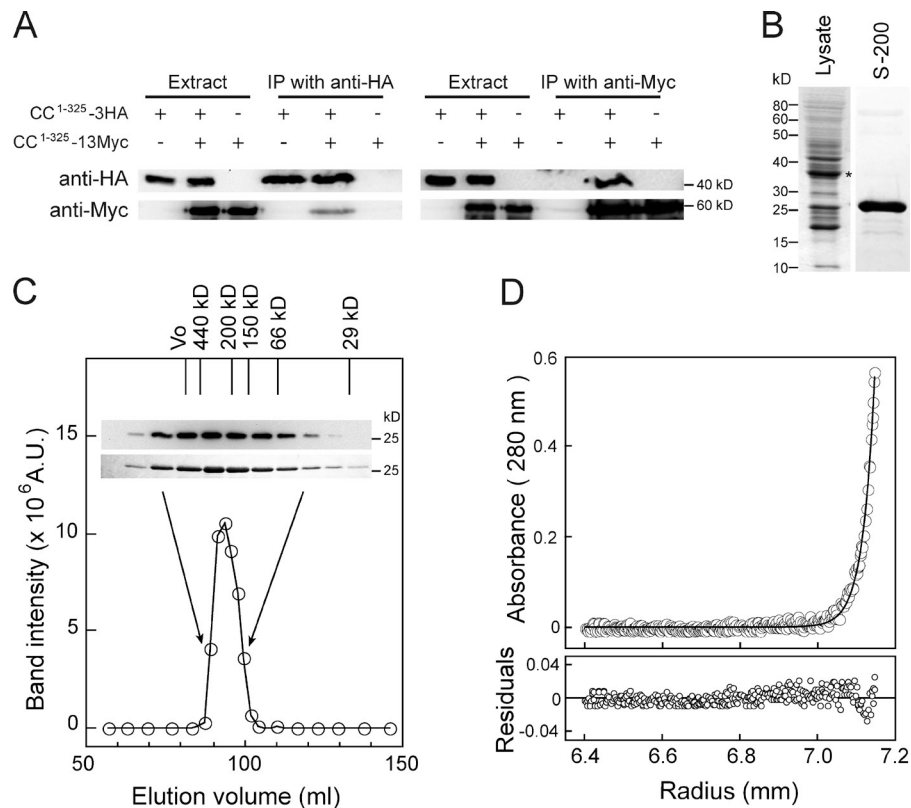 A
Extract IP with anti-HA Extract IP with anti-Myc
CC1-325-3HA + + - + + - + + - + + -
CC1-325-13Myc - + + - + + - + + - + +
anti-HA 40 kD
anti-Myc 60 kD
B
Lysate S-200
kD
80
60
50
40
*
30
25
15
10
C
Vo 440 kD 200 kD 150 kD 66 kD 29 kD
kD
25
25
Band intensity (x 10^6 A.U.)
15
10
5
0
50 100 150
Elution volume (ml)
D
Absorbance ( 280 nm )
0.6
0.4
0.2
0
Residuals
0.04
0
-0.04
6.4 6.6 6.8 7.0 7.2
Radius (mm)